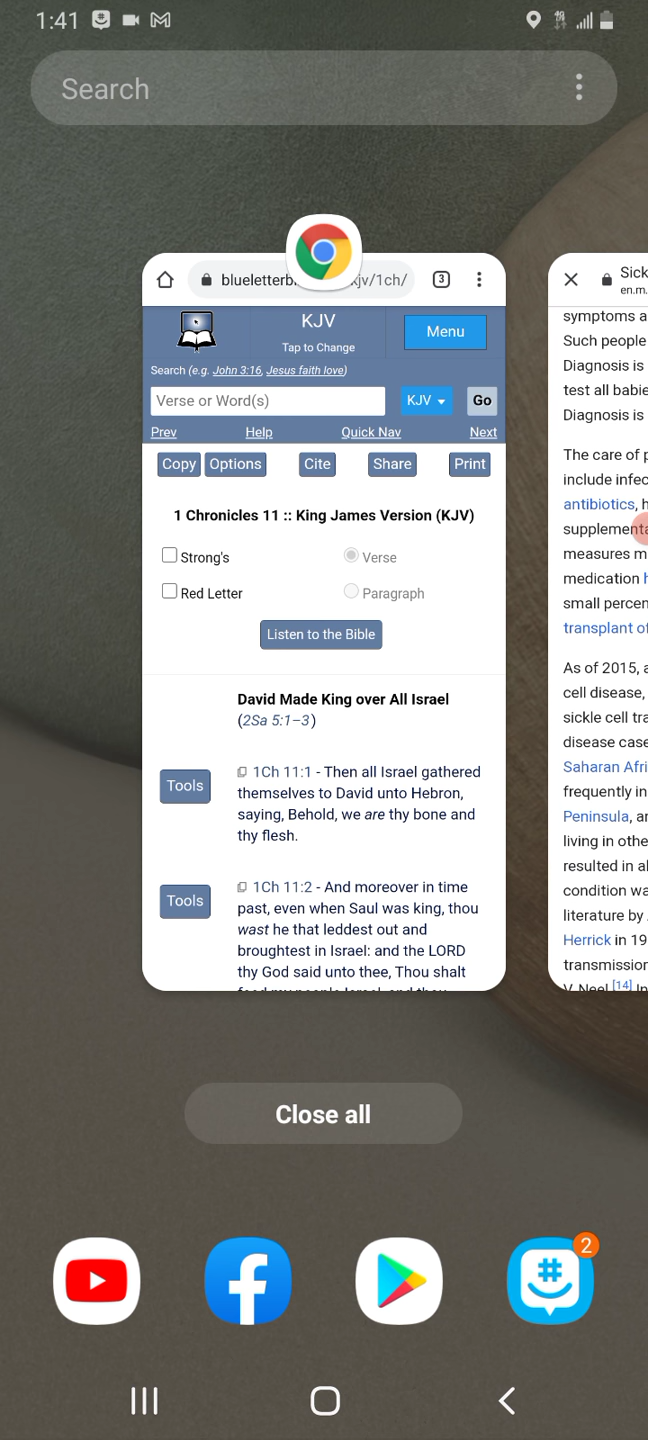 1:41
Search
blueletterb kjv/1ch/
3
KJV
Tap to Change
Menu
Search (e.g. John 3:16, Jesus faith love)
Verse or Word(s)
KJV
Go
Prev Help Quick Nav Next
Copy Options Cite Share Print
1 Chronicles 11 :: King James Version (KJV)
Strong's Verse
Red Letter Paragraph
Listen to the Bible
David Made King over All Israel
(2Sa 5:1–3)
Tools
1Ch 11:1 - Then all Israel gathered
themselves to David unto Hebron,
saying, Behold, we are thy bone and
thy flesh.
Tools
1Ch 11:2 - And moreover in time
past, even when Saul was king, thou
wast he that leddest out and
broughtest in Israel: and the LORD
thy God said unto thee, Thou shalt
feed my people Israel, and thou
Sick
en.m.
symptoms a
Such people
Diagnosis is
test all babie
Diagnosis is
The care of p
include infec
antibiotics, h
supplementa
measures m
medication h
small percen
transplant of
As of 2015, a
cell disease,
sickle cell tra
disease case
Saharan Afri
frequently in
Peninsula, a
living in othe
resulted in al
condition wa
literature by
Herrick in 19
transmission
V. Neel.[14] In
Close all
2